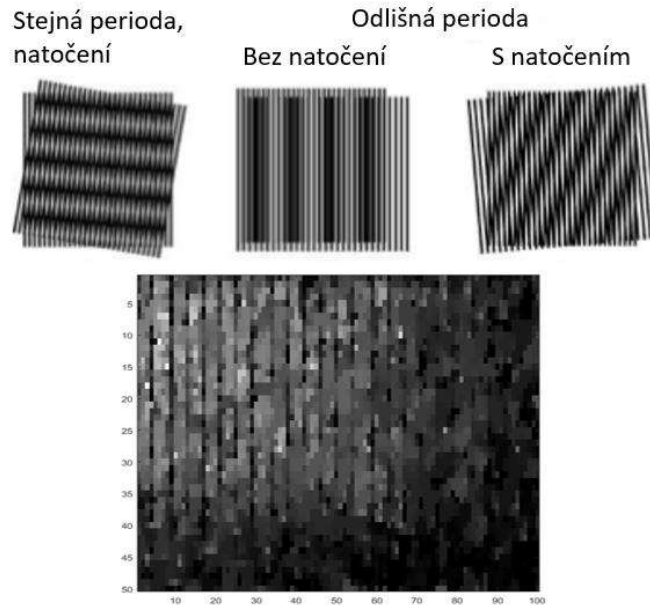 Stejná perioda,
natočení
Odlišná perioda
Bez natočení
S natočením
5
10
15
20
25
30
35
40
45
50
10 20 30 40 50 60 70 80 90 100